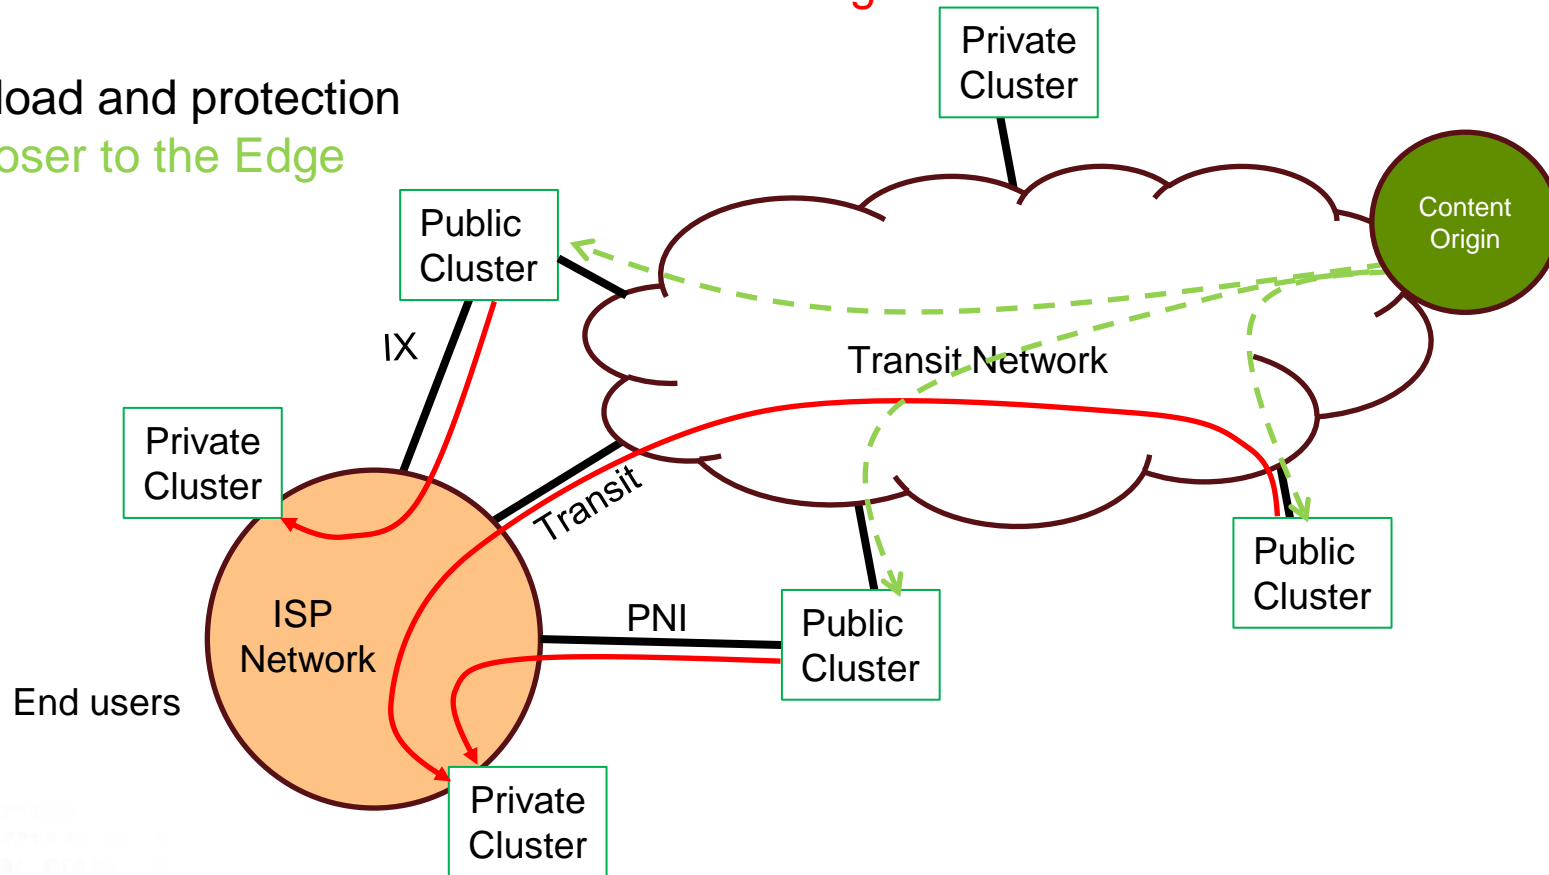 g
Private
Cluster
load and protection
oser to the Edge
Public
Cluster
Content
Origin
IX
Transit Network
Private
Cluster
Transit
Public
Cluster
ISP
Network
PNI
Public
Cluster
End users
Private
Cluster